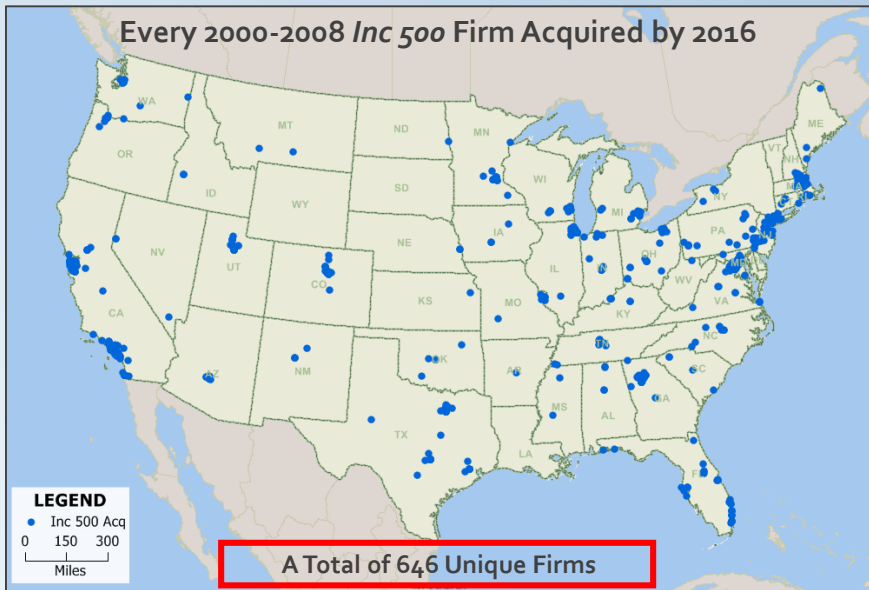 Every 2000-2008 Inc 500 Firm Acquired by 2016
WA
MT
ND
MN
ME
OR
ID
SD
WI
MI
VT
NH
NY
MA
WY
IA
PA
NJ
NV
UT
NE
IL
IN
OH
MD
CA
CO
KS
MO
WV
VA
KY
AZ
NM
OK
AR
TN
NC
SC
TX
MS
AL
GA
LA
FL
LEGEND
Inc 500 Acq
0 150 300
Miles
A Total of 646 Unique Firms